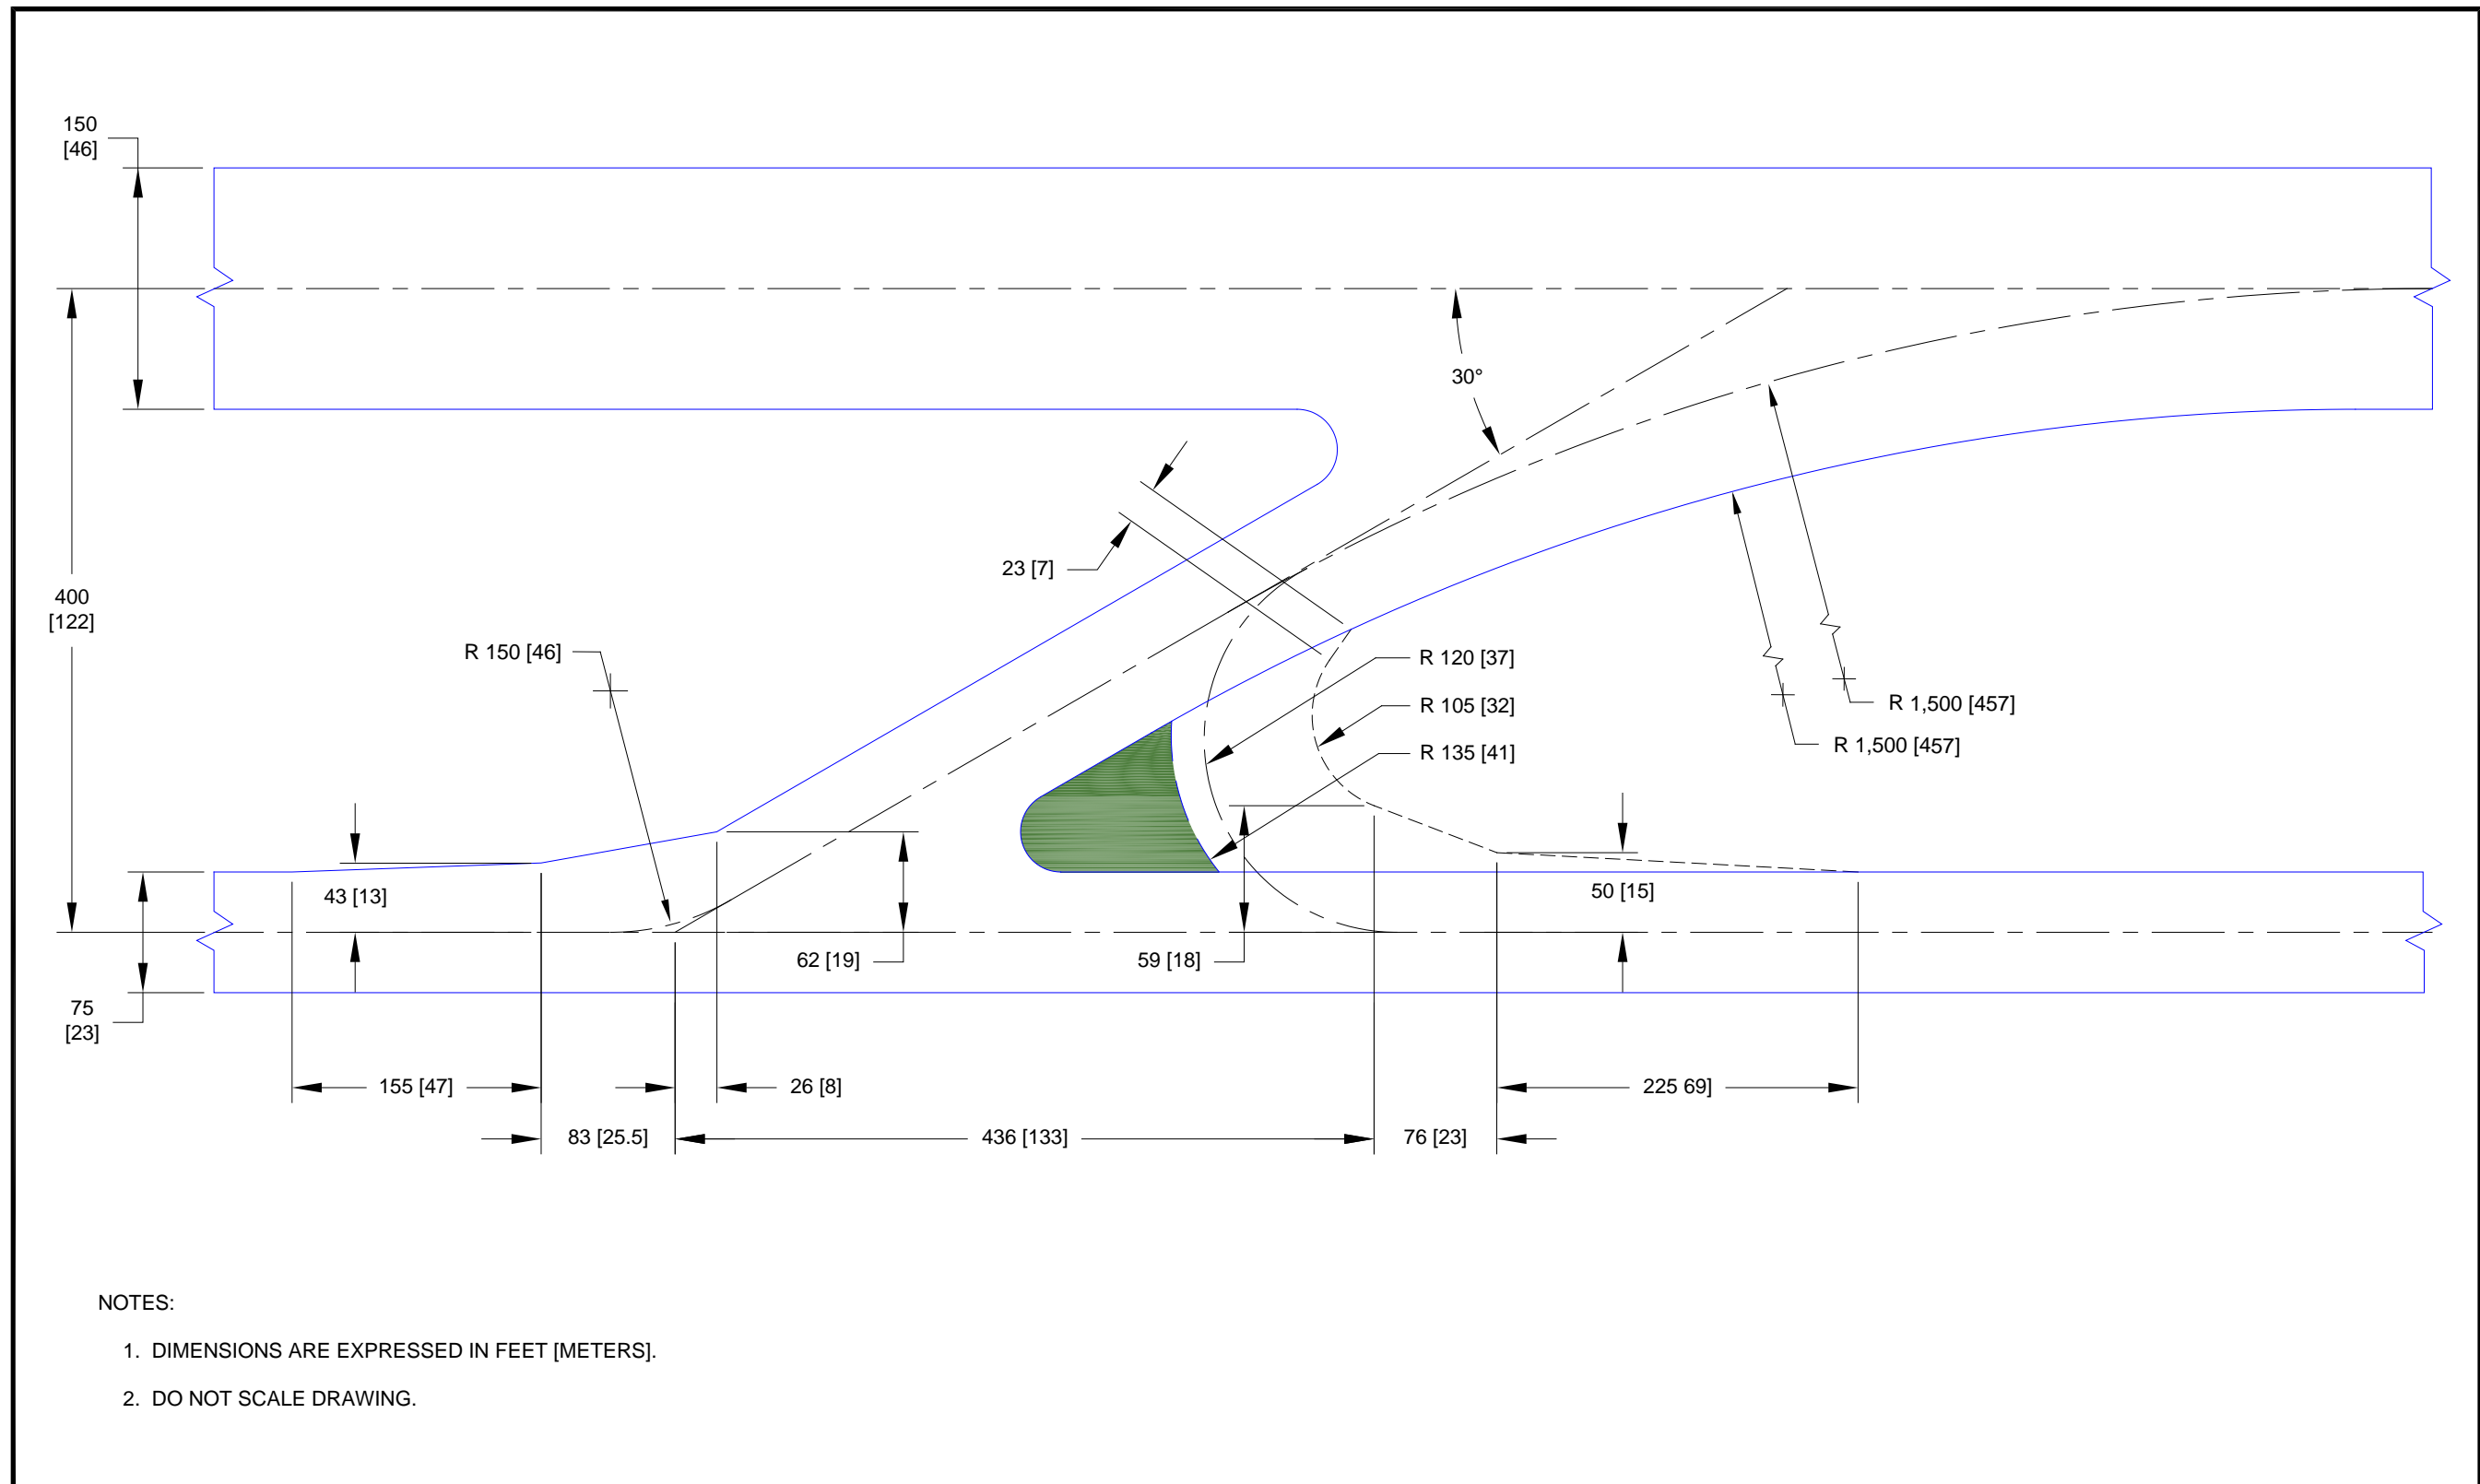 150
[46]
30°
23 [7]
400
[122]
R 150 [46]
R 120 [37]
R 105 [32]
R 135 [41]
R 1,500 [457]
R 1,500 [457]
43 [13]
50 [15]
62 [19]
59 [18]
75
[23]
155 [47]
26 [8]
225 69]
83 [25.5]
436 [133]
76 [23]
NOTES:
1. DIMENSIONS ARE EXPRESSED IN FEET [METERS].
2. DO NOT SCALE DRAWING.